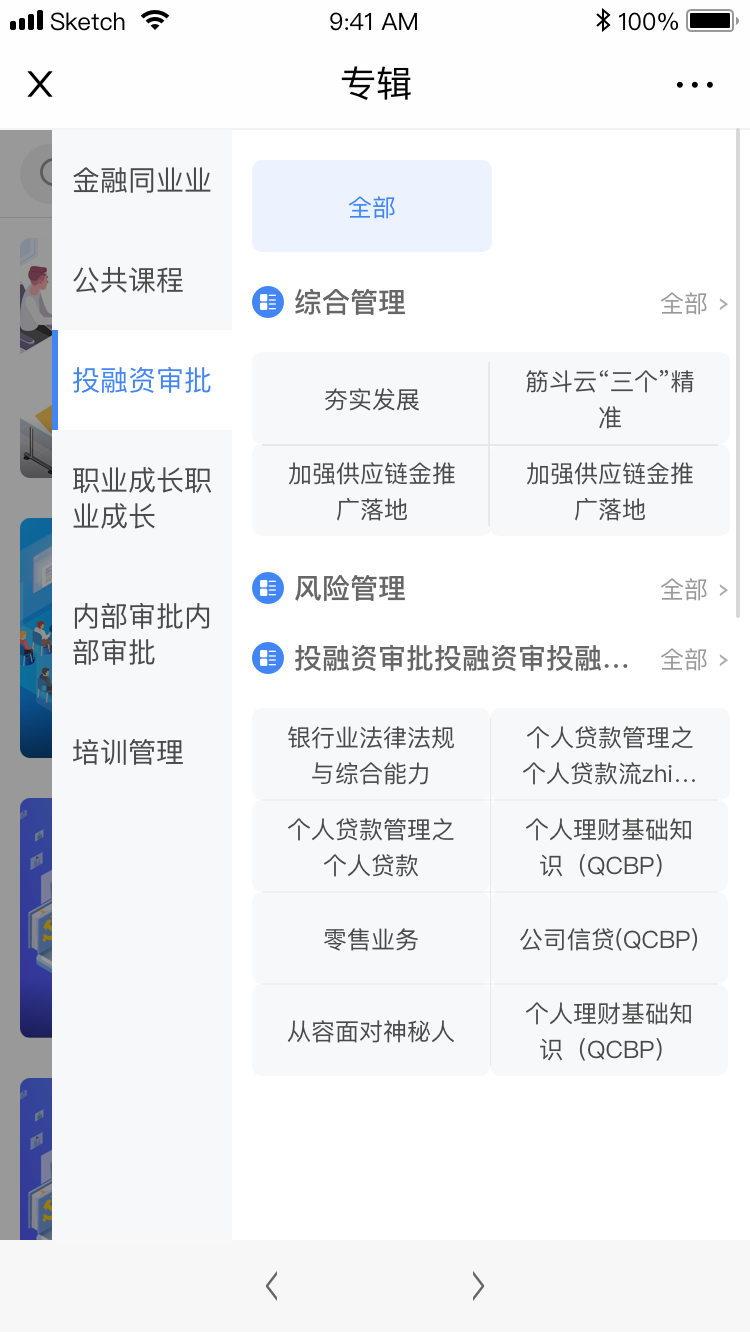 Sketch
9:41 AM
100%
专辑
金融同业业
公共课程
投融资审批
职业成长职
业成长
内部审批内
部审批
培训管理
全部
综合管理
全部
夯实发展
筋斗云“三个”精
准
加强供应链金推
广落地
加强供应链金推
广落地
风险管理
全部
投融资审批投融资审投融...
全部
银行业法律法规
与综合能力
个人贷款管理之
个人贷款流zhi...
个人贷款管理之
个人贷款
个人理财基础知
识（QCBP）
零售业务
公司信贷(QCBP)
从容面对神秘人
个人理财基础知
识（QCBP）